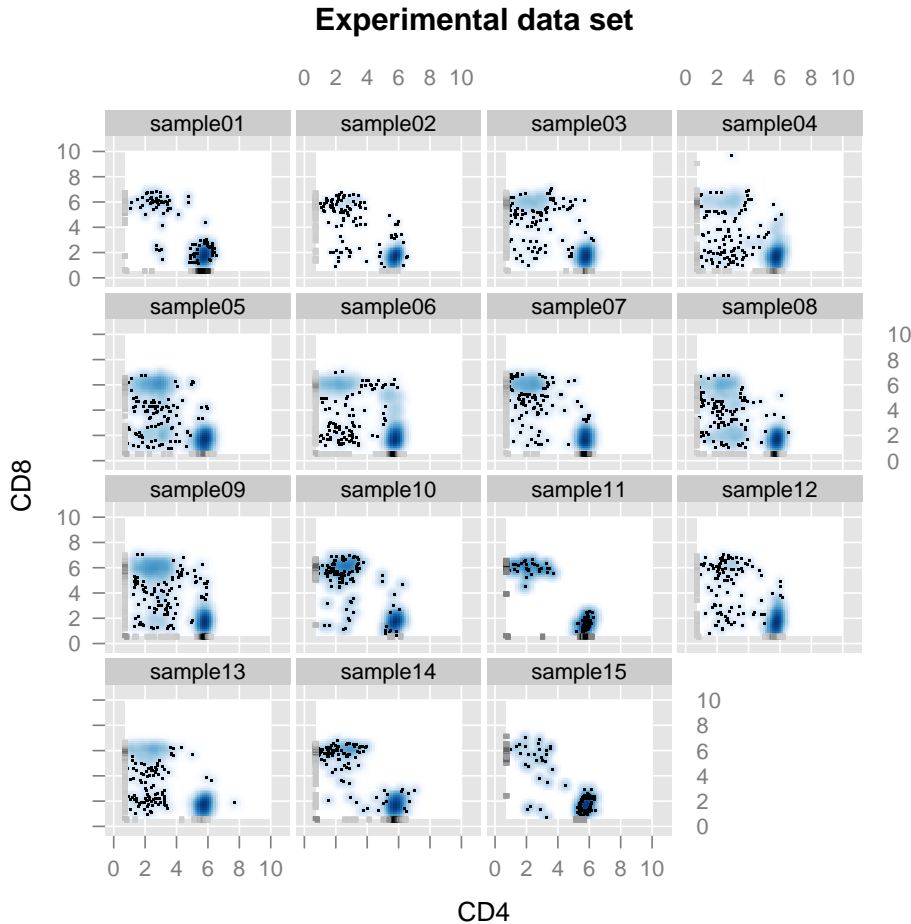 Experimental data set
0 2 4 6 8 10 0 2 4 6 8 10
sample01 sample02 sample03 sample04
10
8
6
4
2
0
sample05 sample06 sample07 sample08
10
8
6
4
2
0
CD8
sample09 sample10 sample11 sample12
10
8
6
4
2
0
sample13 sample14 sample15
10
8
6
4
2
0
0 2 4 6 8 10 0 2 4 6 8 10
CD4